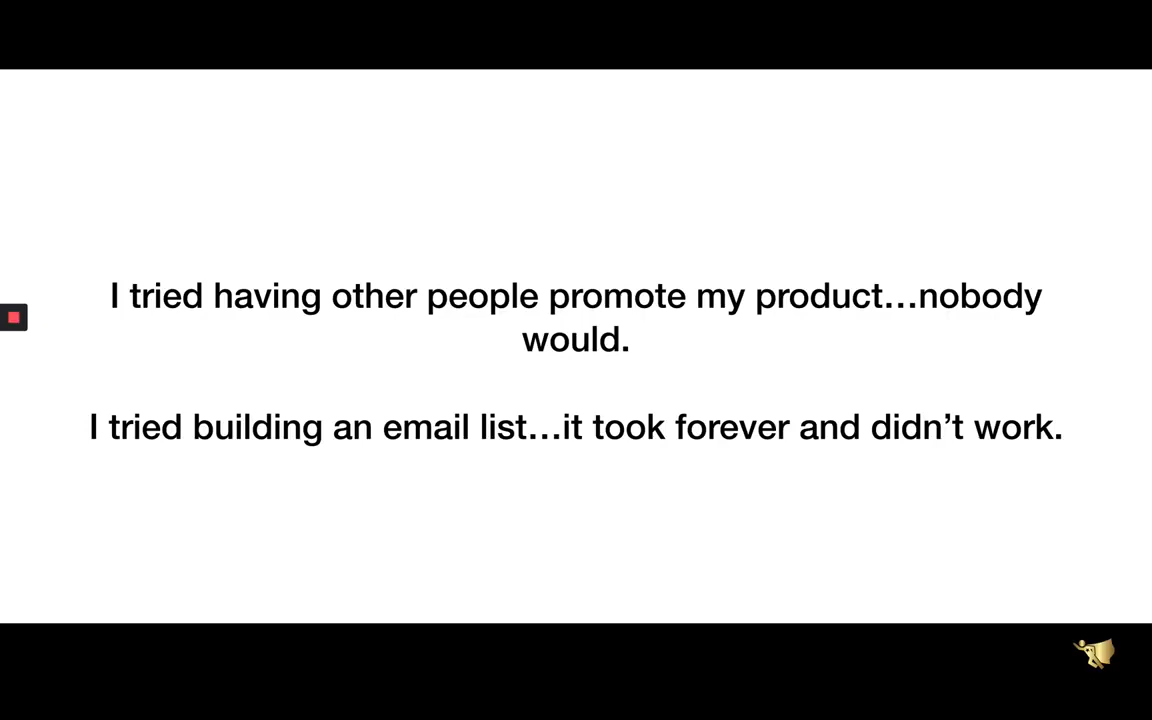 I tried having other people promote my product…nobody
would.
I tried building an email list…it took forever and didn’t work.